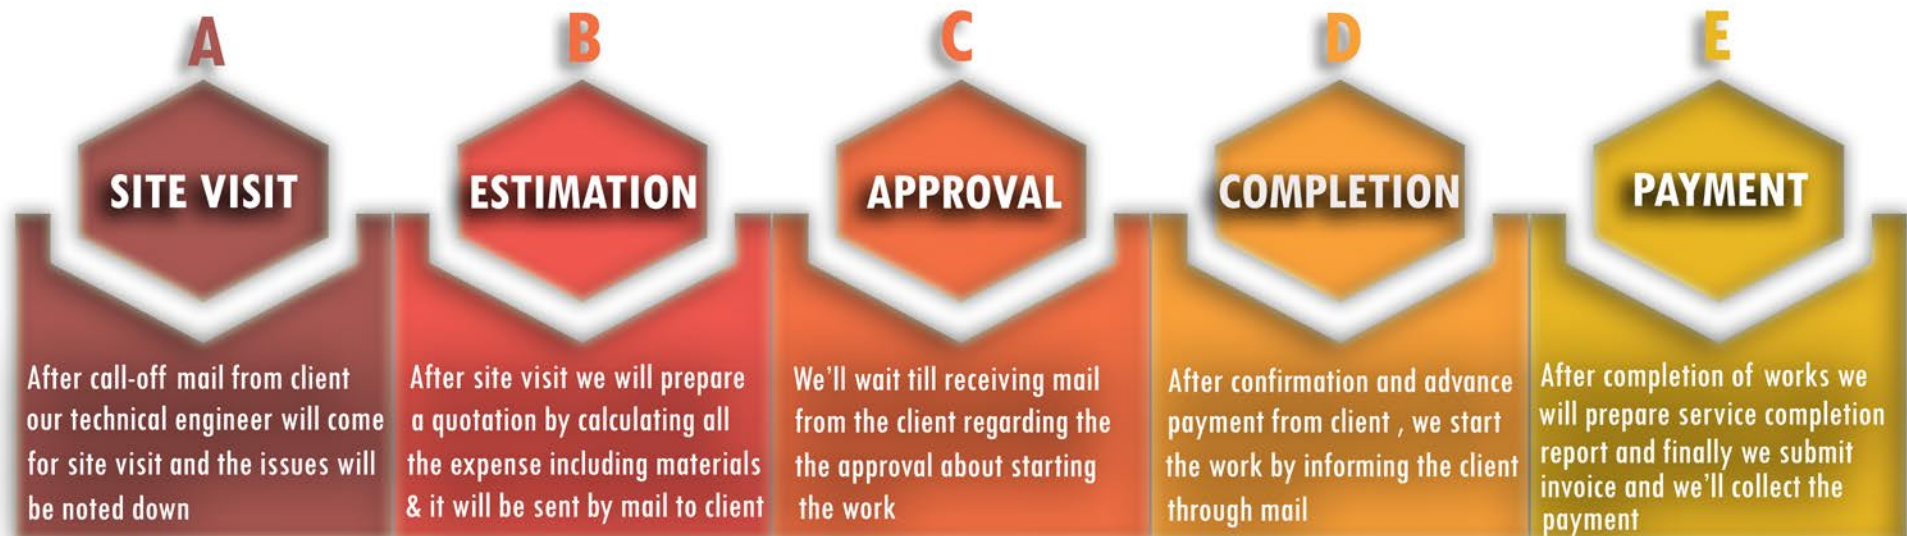 A
SITE VISIT
After call-off mail from client
our technical engineer will come
for site visit and the issues will
be noted down
B
ESTIMATION
After site visit we will prepare
a quotation by calculating all
the expense including materials
& it will be sent by mail to client
C
APPROVAL
We'll wait till receiving mail
from the client regarding the
the approval about starting
the work
D
COMPLETION
After confirmation and advance
payment from client , we start
the work by informing the client
through mail
E
PAYMENT
After completion of works we
will prepare service completion
report and finally we submit
invoice and we'll collect the
payment